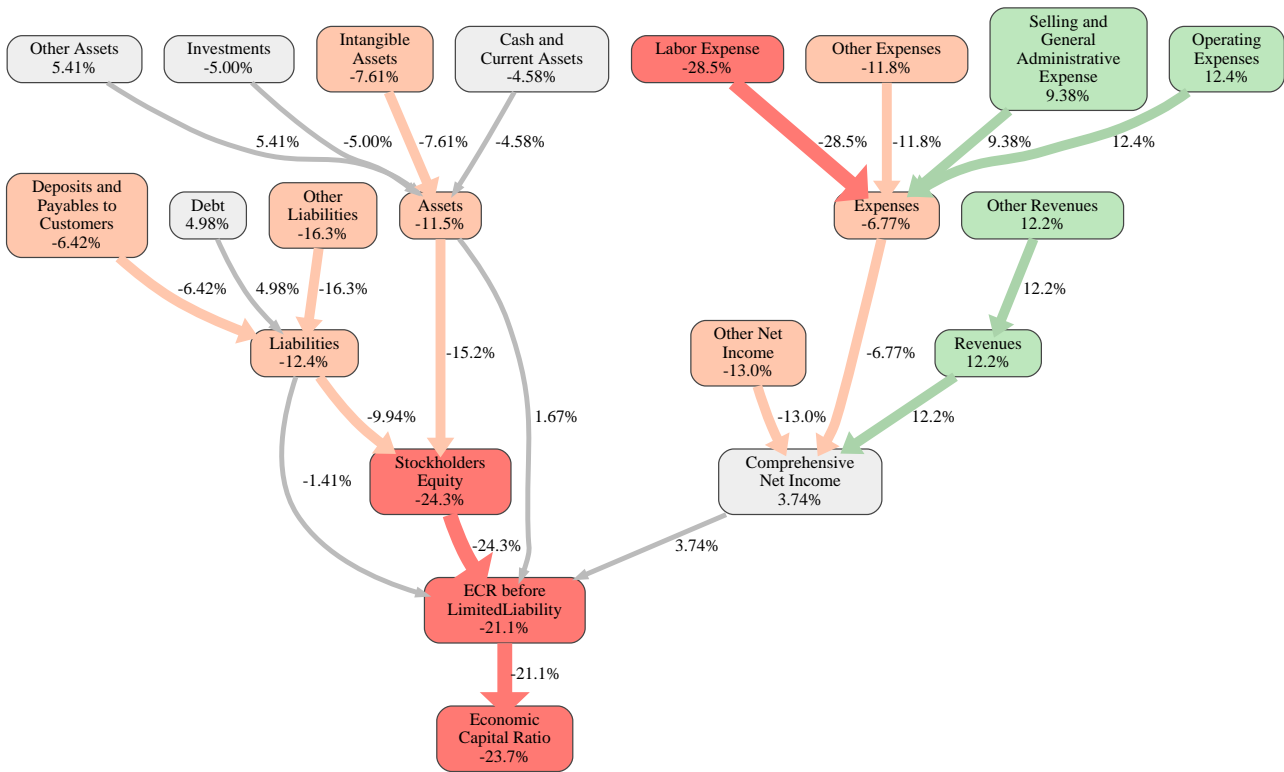 Other Assets
5.41%
Investments
-5.00%
Intangible
Assets
-7.61%
Cash and
Current Assets
-4.58%
Labor Expense
-28.5%
Other Expenses
-11.8%
Selling and
General
Administrative
Expense
9.38%
Operating
Expenses
12.4%
5.41%
-5.00%
-7.61%
-4.58%
-28.5%
-11.8%
9.38%
12.4%
Deposits and
Payables to
Customers
-6.42%
Debt
4.98%
Other
Liabilities
-16.3%
Assets
-11.5%
Expenses
-6.77%
Other Revenues
12.2%
-6.42%
4.98%
-16.3%
12.2%
Liabilities
-12.4%
-15.2%
Other Net
Income
-13.0%
-6.77%
Revenues
12.2%
-9.94%
1.67%
-13.0%
12.2%
Stockholders
Equity
-24.3%
Comprehensive
Net Income
3.74%
-1.41%
-24.3%
3.74%
ECR before
LimitedLiability
-21.1%
-21.1%
Economic
Capital Ratio
-23.7%